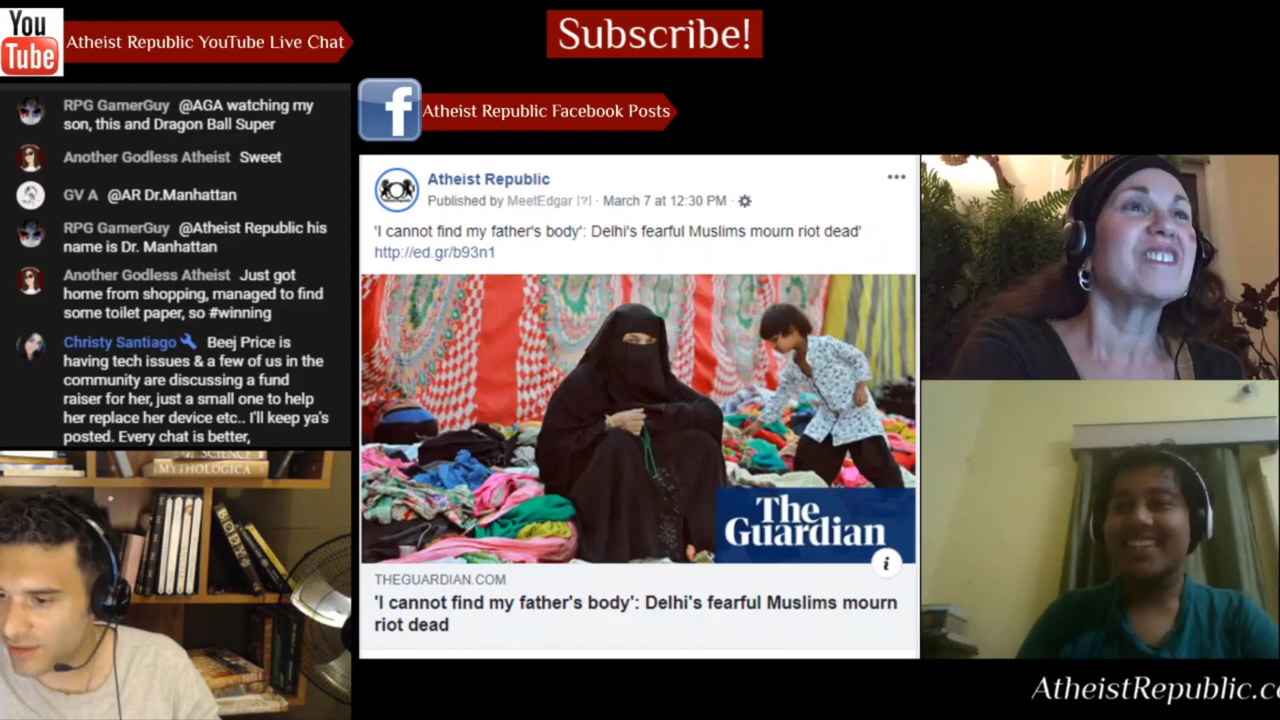 You
Tube
Atheist Republic YouTube Live Chat
Subscribe!
Atheist Republic Facebook Posts
RPG GamerGuy @AGA watching my
son, this and Dragon Ball Super
Another Godless Atheist Sweet
GV A @AR Dr.Manhattan
RPG GamerGuy @Atheist Republic his
name is Dr. Manhattan
Another Godless Atheist Just got
home from shopping, managed to find
some toilet paper, so #winning
Christy Santiago Beej Price is
having tech issues & a few of us in the
community are discussing a fund
raiser for her, just a small one to help
her replace her device etc.. I'll keep ya's
posted. Every chat is better,
f
Atheist Republic
Published by MeetEdgar [?] · March 7 at 12:30 PM ·
'I cannot find my father's body': Delhi's fearful Muslims mourn riot dead'
http://ed.gr/b93n1
The
Guardian
i
THEGUARDIAN.COM
'I cannot find my father's body': Delhi's fearful Muslims mourn
riot dead
SCIENCE
MYTHOLOGICA
AtheistRepublic.co